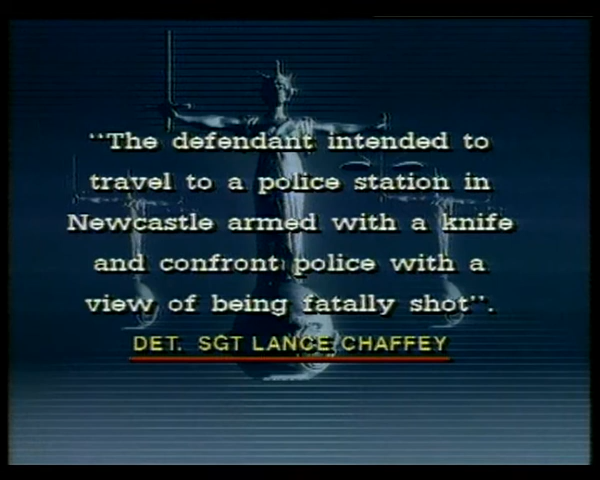 “The defendant intended to
travel to a police station in
Newcastle armed with a knife
and confront police with a
view of being fatally shot”.
DET. SGT LANCE CHAFFEY